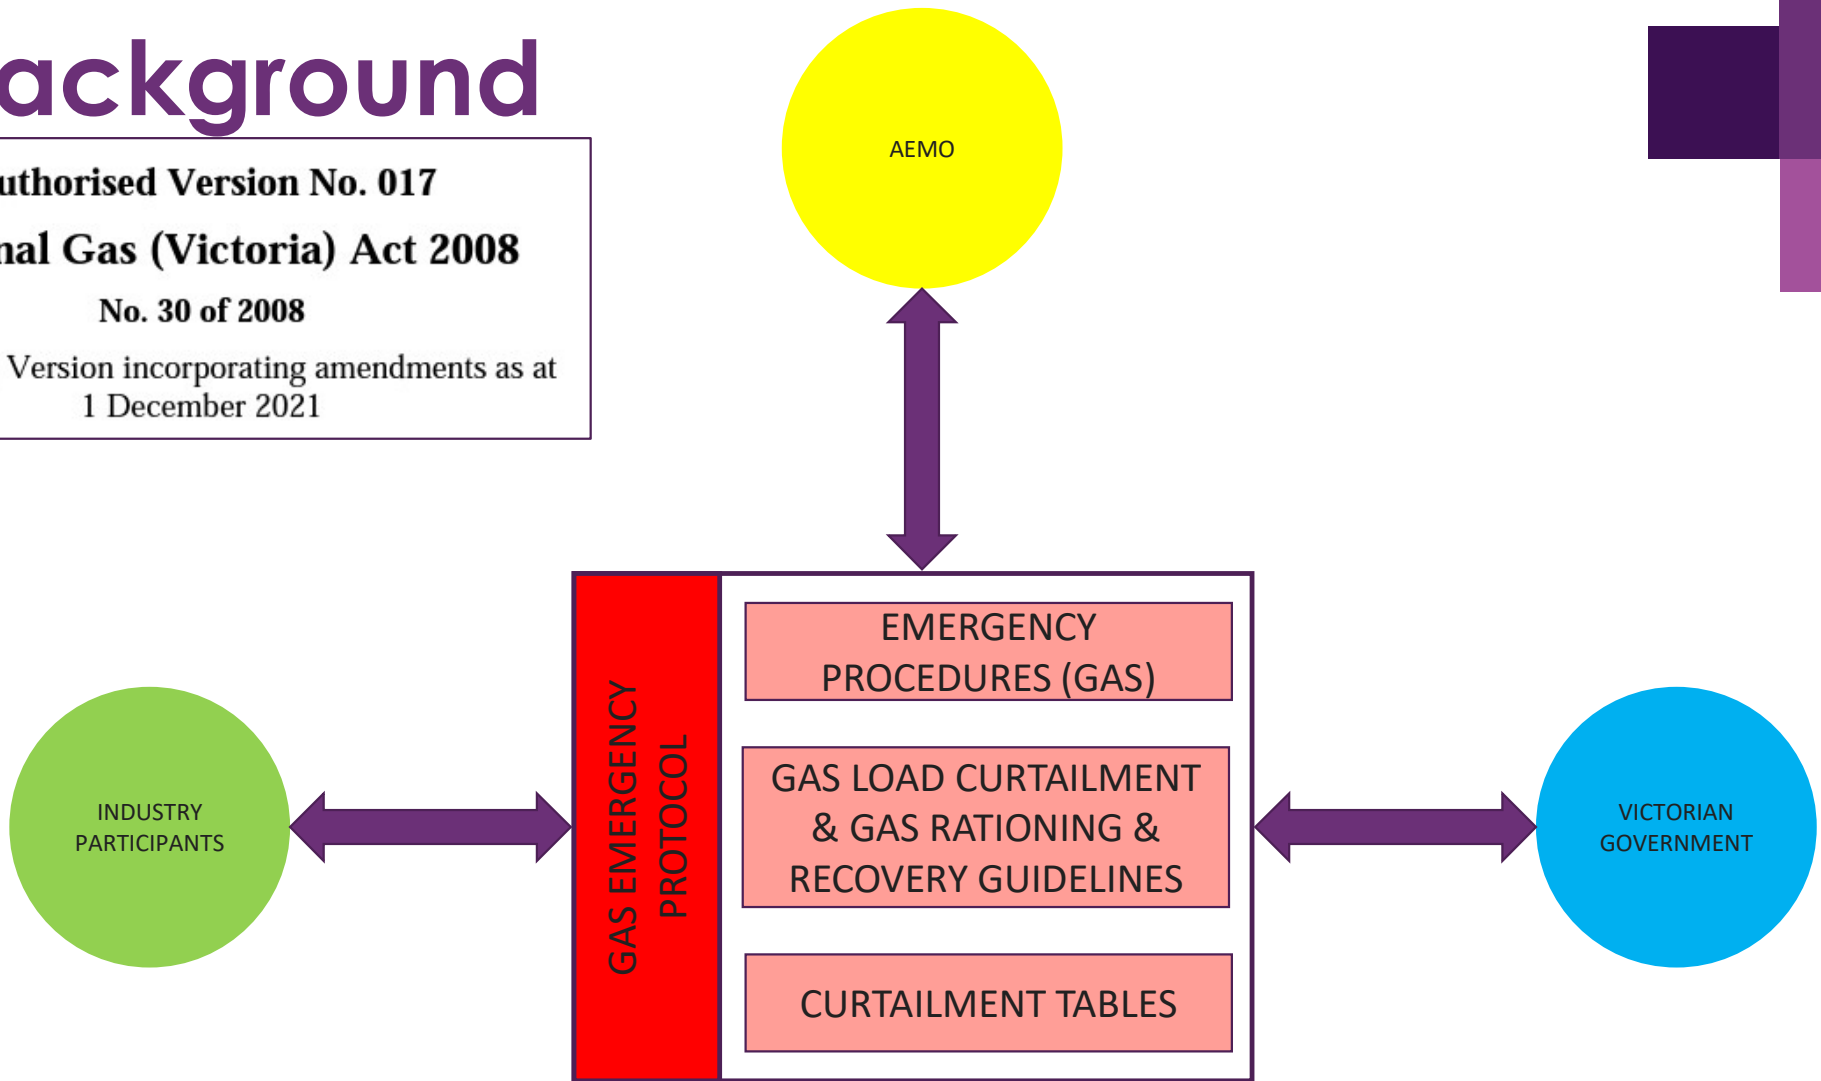 ackground
uthorised Version No. 017
nal Gas (Victoria) Act 2008
No. 30 of 2008
Version incorporating amendments as at
1 December 2021
AEMO
GAS EMERGENCY
PROTOCOL
EMERGENCY
PROCEDURES (GAS)
GAS LOAD CURTAILMENT
& GAS RATIONING &
RECOVERY GUIDELINES
CURTAILMENT TABLES
INDUSTRY
PARTICIPANTS
VICTORIAN
GOVERNMENT